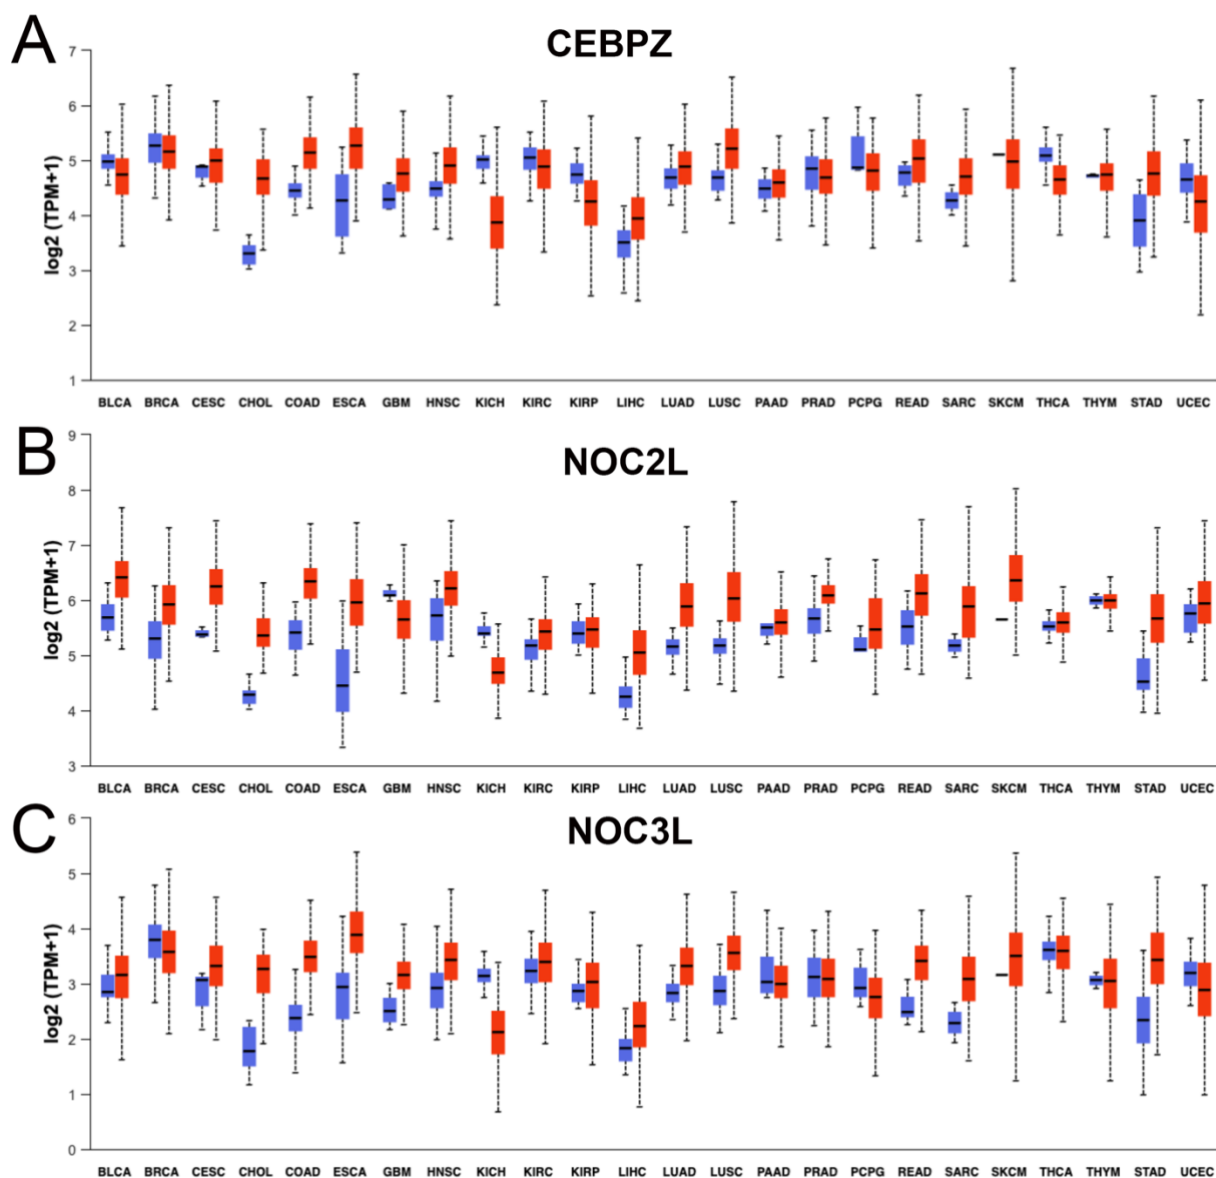 A
CEBPZ
7
6
5
4
3
2
1
log2 (TPM+1)
BLCA BRCA CESC CHOL COAD ESCA GBM HNSC KICH KIRC KIRP LIHC LUAD LUSC PAAD PRAD PCPG READ SARC SKCM THCA THYM STAD UCEC
B
NOC2L
9
8
7
6
5
4
3
log2 (TPM+1)
BLCA BRCA CESC CHOL COAD ESCA GBM HNSC KICH KIRC KIRP LIHC LUAD LUSC PAAD PRAD PCPG READ SARC SKCM THCA THYM STAD UCEC
C
NOC3L
6
5
4
3
2
1
0
log2 (TPM+1)
BLCA BRCA CESC CHOL COAD ESCA GBM HNSC KICH KIRC KIRP LIHC LUAD LUSC PAAD PRAD PCPG READ SARC SKCM THCA THYM STAD UCEC